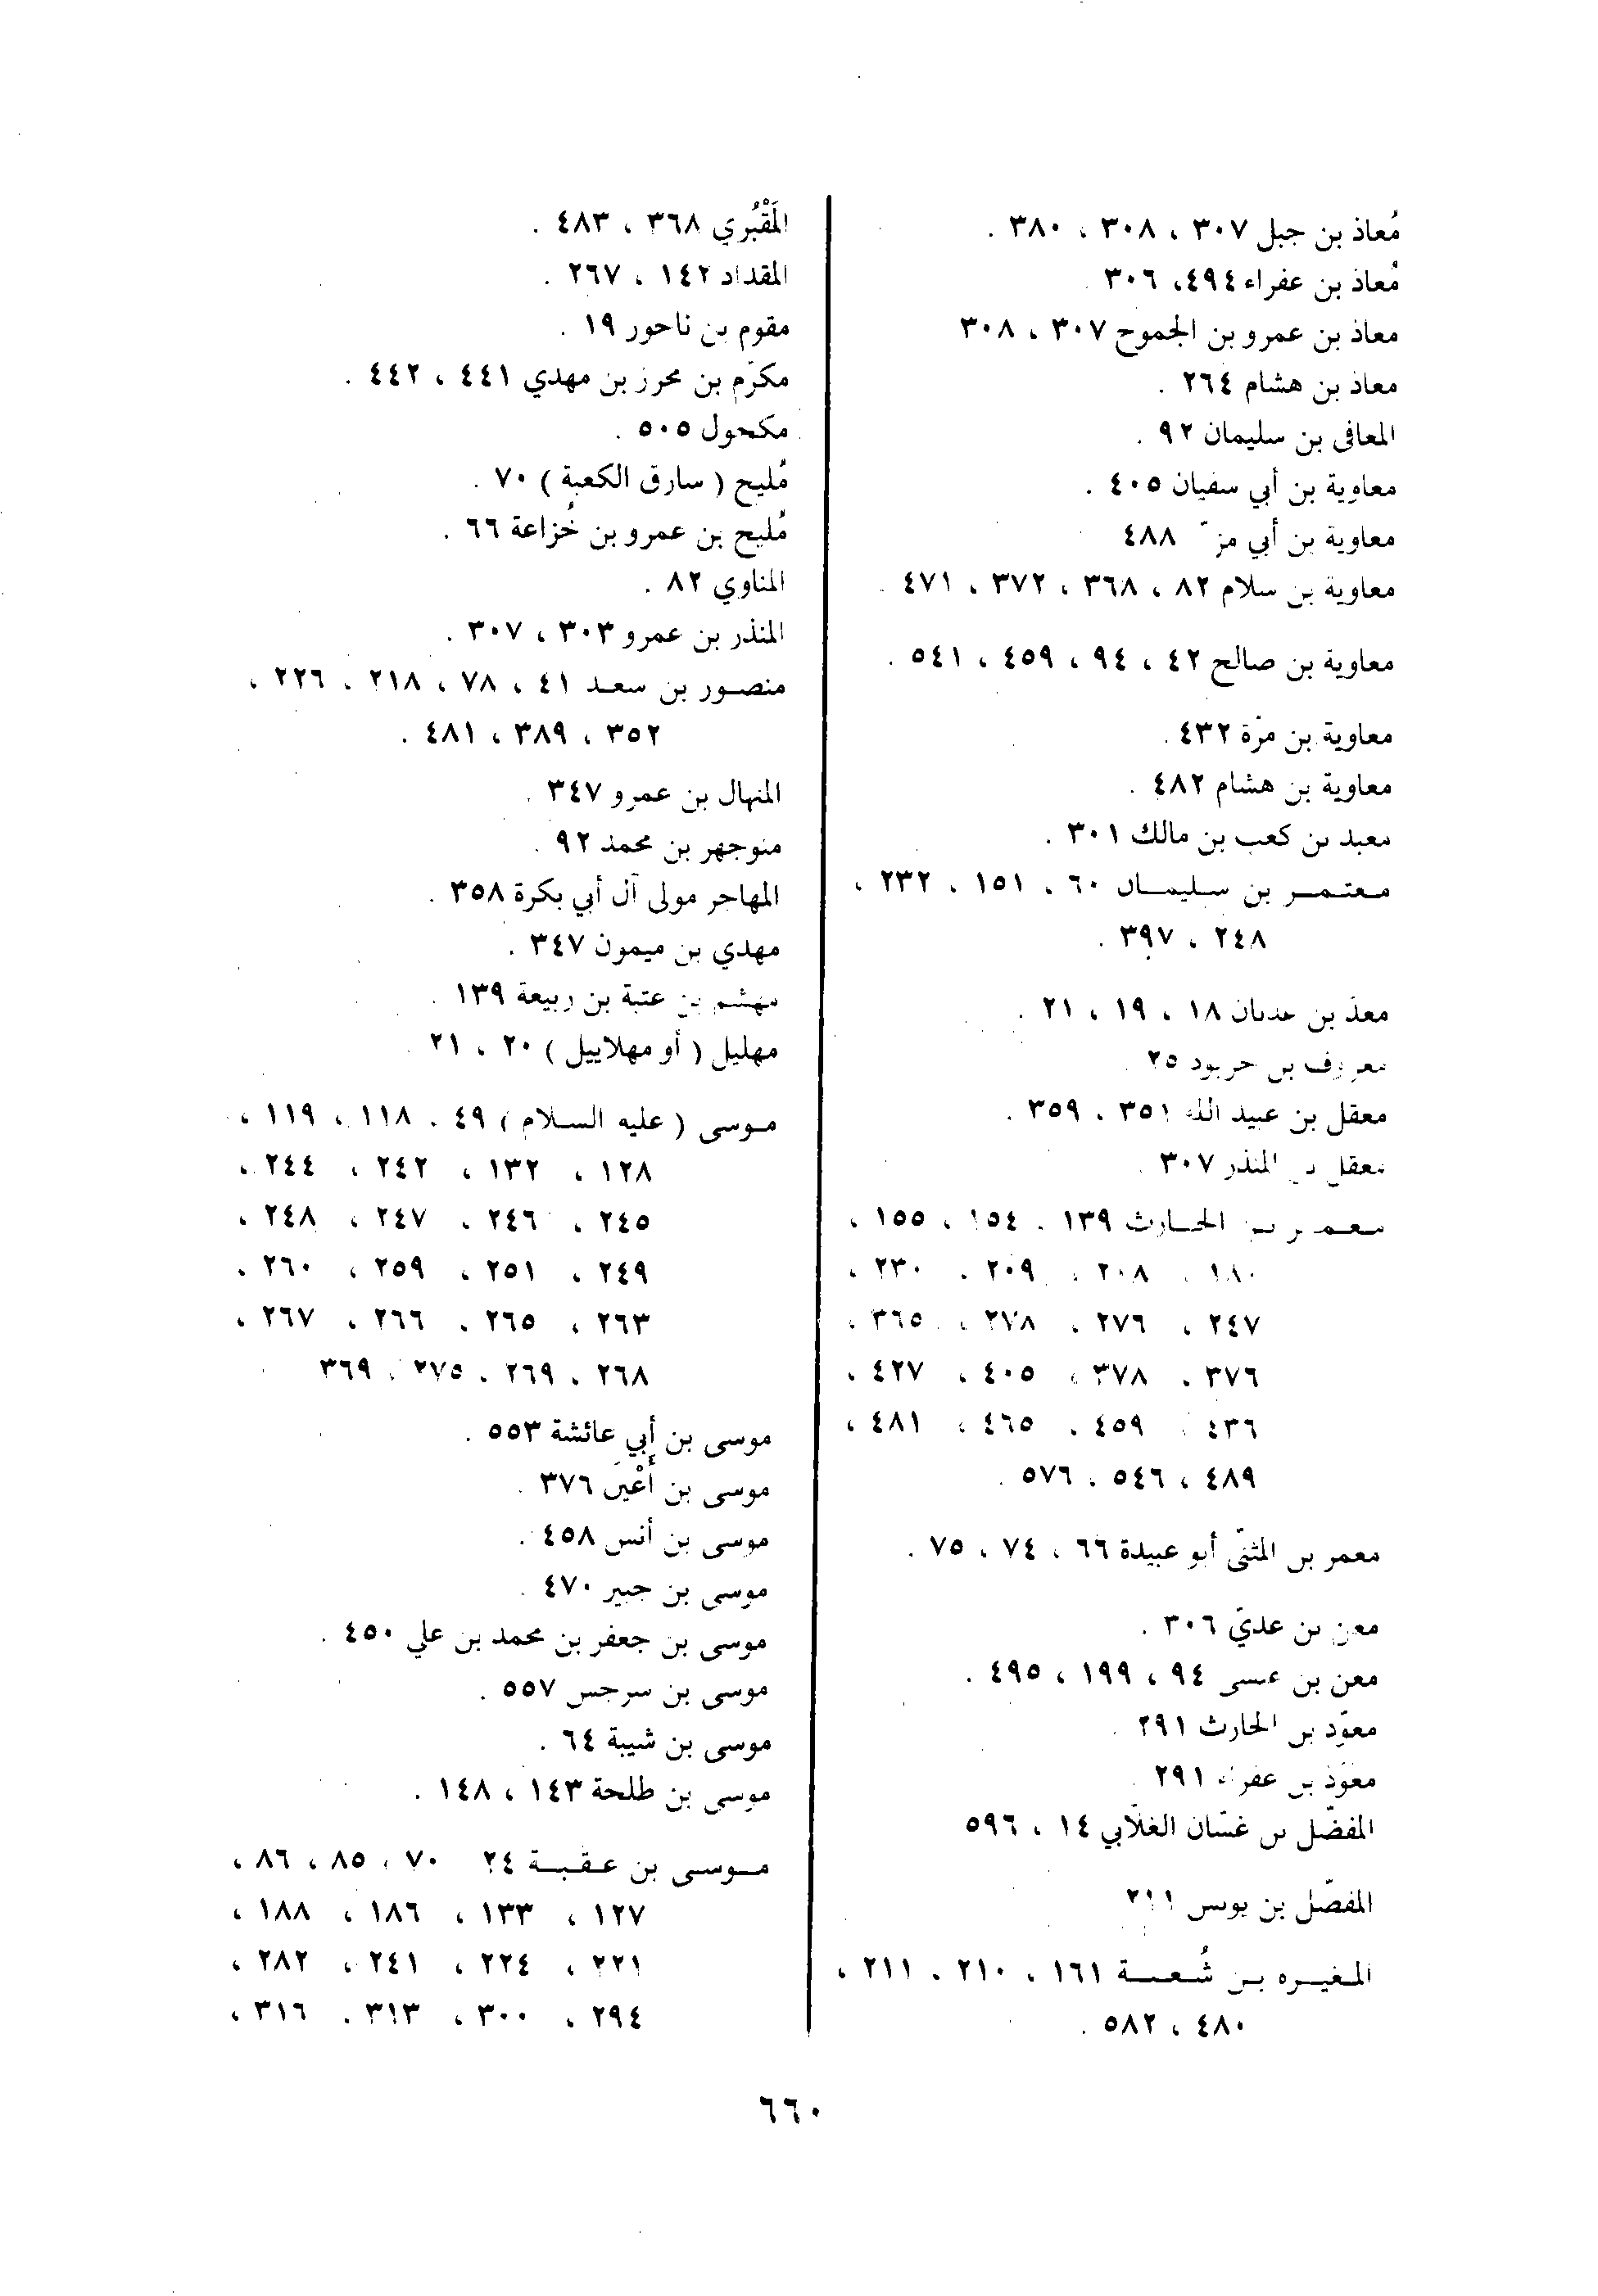 مُعاذ بن جبل ٣٠٧ ، ٣٠٨ ، ٣٨٠ .
مُعاذ بن عفراء ٤٩٤، ٣٠٦
معاذ بن عمرو بن الجموح ٣٠٧ ، ٣٠٨
معاذ بن هشام ٢٦٤ .
المعافى بن سليمان ٩٢ .
معاوية بن أبي سفيان ٤٠٥ .
معاوية بن أبي ٤٨٨
معاوية بن سلام ٨٢ ، ٣٦٨ ، ٣٧٢ ، ٤٧١ .
معاوية بن صالح ٤٢ ، ٩٤ ، ٤٥٩ ، ٥٤١ .
معاوية بن مرّة ٤٣٢ .
معاوية بن هشام ٤٨٢ .
معبد بن كعب بن مالك ٣٠١ .
معتمر بن سليمان ٦٠ ، ١٥١ ، ٢٣٢ ،
٢٤٨ ، ٣٩٧ .
معدّ بن عدنان ١٨ ، ١٩ ، ٢١ .
معروف بن خربوذ ٢٥
معقل بن عبيد الله ٣٥١ ، ٣٥٩ .
معقل بن المنذر ٣٠٧ .
معمر بن الحارث ١٣٩ ، ١٥٤ ، ١٥٥ ،
١٨٠ ، ٢٠٨ ، ٢٠٩ ، ٢٣٠ ،
٢٤٧ ، ٢٧٦ ، ٢٧٨ ، ٣٦٥ ،
٣٧٦ ، ٣٧٨ ، ٤٠٥ ، ٤٢٧ ،
٤٣٦ ، ٤٥٩ ، ٤٦٥ ، ٤٨١ ،
٤٨٩ ، ٥٤٦ ، ٥٧٦ .
معمر بن المثنّى أبو عبيدة ٦٦ ، ٧٤ ، ٧٥ .
معن بن عديّ ٣٠٦ .
معن بن عيسى ٩٤ ، ١٩٩ ، ٤٩٥ .
معوّد بن الحارث ٢٩١ .
معوّذ بن عفراء ٢٩١ .
المفضّل بن غسّان الغلاّبي ١٤ ، ٥٩٦
المفضّل بن يونس ٢١١
المغيره بن شُعبة ١٦١ ، ٢١٠ ، ٢١١ ،
٤٨٠ ، ٥٨٢ .
المَقْبُري ٣٦٨ ، ٤٨٣ .
المقداد ١٤٢ ، ٢٦٧ .
مقوم بن ناحور ١٩ .
مكرّم بن محرز بن مهدي ٤٤١ ، ٤٤٢ .
مكحول ٥٠٥ .
مُليح ( سارق الكعبة ) ٧٠ .
مُليح بن عمرو بن خُزاعة ٦٦ .
المناوي ٨٢ .
المنذر بن عمرو ٣٠٣ ، ٣٠٧ .
منصور بن سعد ٤١ ، ٧٨ ، ٢١٨ ، ٢٢٦ ،
٣٥٢ ، ٣٨٩ ، ٤٨١ .
المنهال بن عمرو ٣٤٧ .
منوجهر بن محمد ٩٢ .
المهاجر مولى آل أبي بكرة ٣٥٨ .
مهدي بن ميمون ٣٤٧ .
مهشم بن عتبة بن ربيعة ١٣٩ .
مهليل ( أو مهلاييل ) ٢٠ ، ٢١ .
موسى ( عليه السلام ) ٤٩ ، ١١٨ ، ١١٩ ،
١٢٨ ، ١٣٢ ، ٢٤٢ ، ٢٤٤ ،
٢٤٥ ، ٢٤٦ ، ٢٤٧ ، ٢٤٨ ،
٢٤٩ ، ٢٥١ ، ٢٥٩ ، ٢٦٠ ،
٢٦٣ ، ٢٦٥ ، ٢٦٦ ، ٢٦٧ ،
٢٦٨ ، ٢٦٩ ، ٢٧٥ ، ٣٦٩
موسى بن أبي عائشة ٥٥٣ .
موسى بن أَعْين ٣٧٦ .
موسى بن أنس ٤٥٨ .
موسى بن جبير ٤٧٠ .
موسى بن جعفر بن محمد بن علي ٤٥٠ .
موسى بن سرجس ٥٥٧ .
موسى بن شيبة ٦٤ .
موسى بن طلحة ١٤٣ ، ١٤٨ .
موسى بن عقبة ٢٤ ٧٠ ، ٨٥ ، ٨٦ ،
١٢٧ ، ١٣٣ ، ١٨٦ ، ١٨٨ ،
٢٢١ ، ٢٢٤ ، ٢٤١ ، ٢٨٢ ،
٢٩٤ ، ٣٠٠ ، ٣١٣ ، ٣١٦ ،
٦٦٠